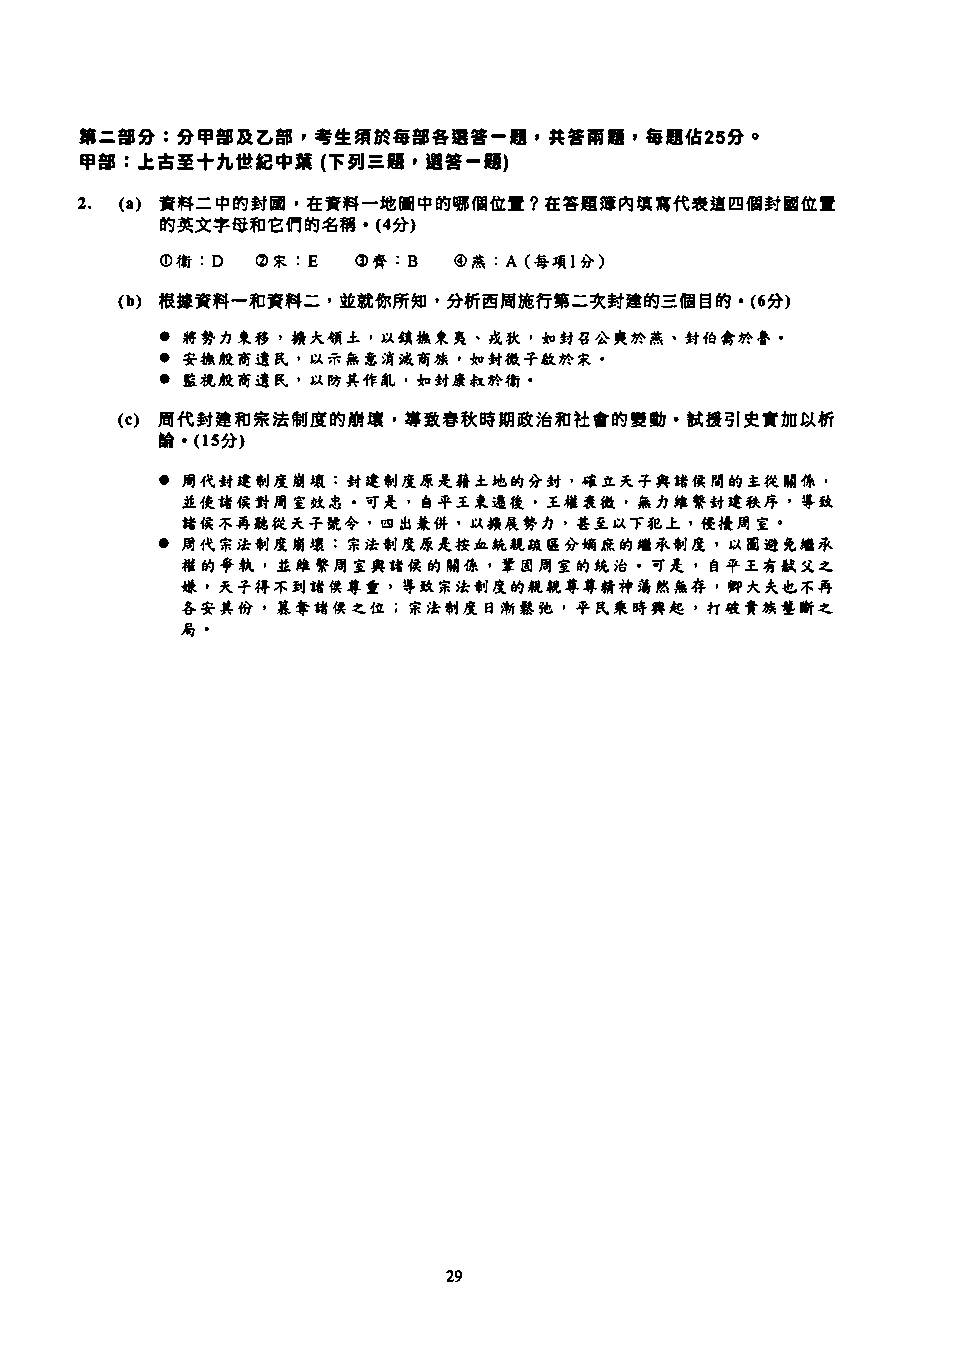 第二部分：分甲部及乙部，考生須於每部各選答一題，共答兩題，每題佔25分。
甲部：上古至十九世紀中葉 (下列三題，選答一題)
2. (a) 資料二中的封國，在資料一地圖中的哪個位置？在答題簿內填寫代表這四個封國位置
的英文字母和它們的名稱。(4分)
①衛：D ②宋：E ③齊：B ④燕：A（每項1分）
(b) 根據資料一和資料二，並就你所知，分析西周施行第二次封建的三個目的。(6分)
● 將勢力東移，擴大領土，以鎮撫東夷、戎狄，如封召公奭於燕、封伯禽於魯。
● 安撫殷商遺民，以示無意消滅商族，如封微子啟於宋。
● 監視殷商遺民，以防其作亂，如封康叔於衛。
(c) 周代封建和宗法制度的崩壞，導致春秋時期政治和社會的變動。試援引史實加以析
論。(15分)
● 周代封建制度崩壞：封建制度原是藉土地的分封，確立天子與諸侯間的主從關係，
並使諸侯對周室效忠。可是，自平王東遷後，王權衰微，無力維繫封建秩序，導致
諸侯不再聽從天子號令，四出兼併，以擴展勢力，甚至以下犯上，侵擾周室。
● 周代宗法制度崩壞：宗法制度原是按血統親疏區分嫡庶的繼承制度，以圖避免繼承
權的爭執，並維繫周室與諸侯的關係，鞏固周室的統治。可是，自平王有弒父之
嫌，天子得不到諸侯尊重，導致宗法制度的親親尊尊精神蕩然無存，卿大夫也不再
各安其份，篡奪諸侯之位；宗法制度日漸鬆弛，平民乘時興起，打破貴族壟斷之
局。
29